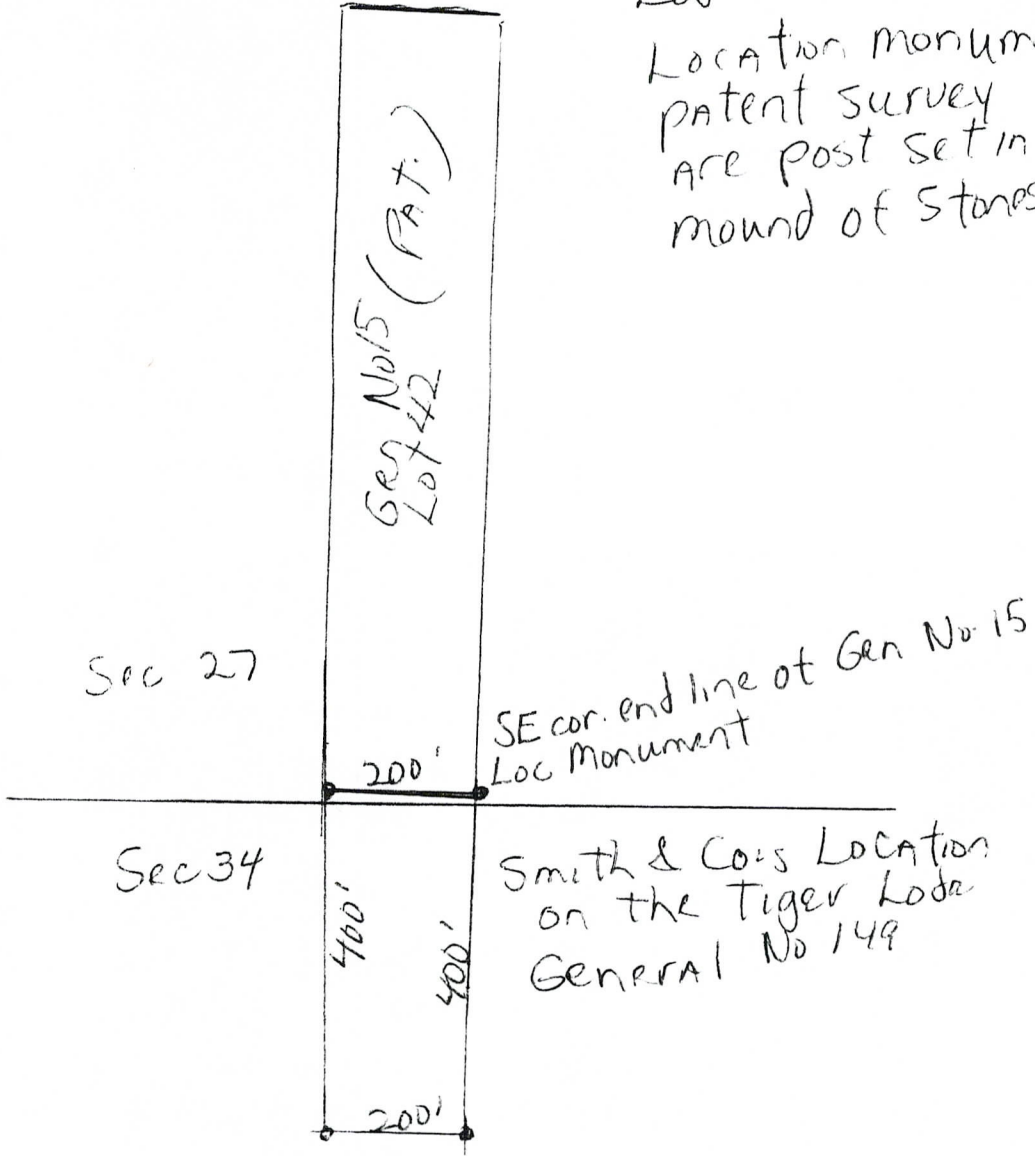 Location monum
patent survey
Are post set in
mound of Stones
Gen No 15 (PAT.)
Lot 42
Sec 27
SE cor. end line of Gen No 15
Loc Monument
200'
Sec 34
Smith & Co's Location
on the Tiger Lode
General No 149
400'
400'
200'